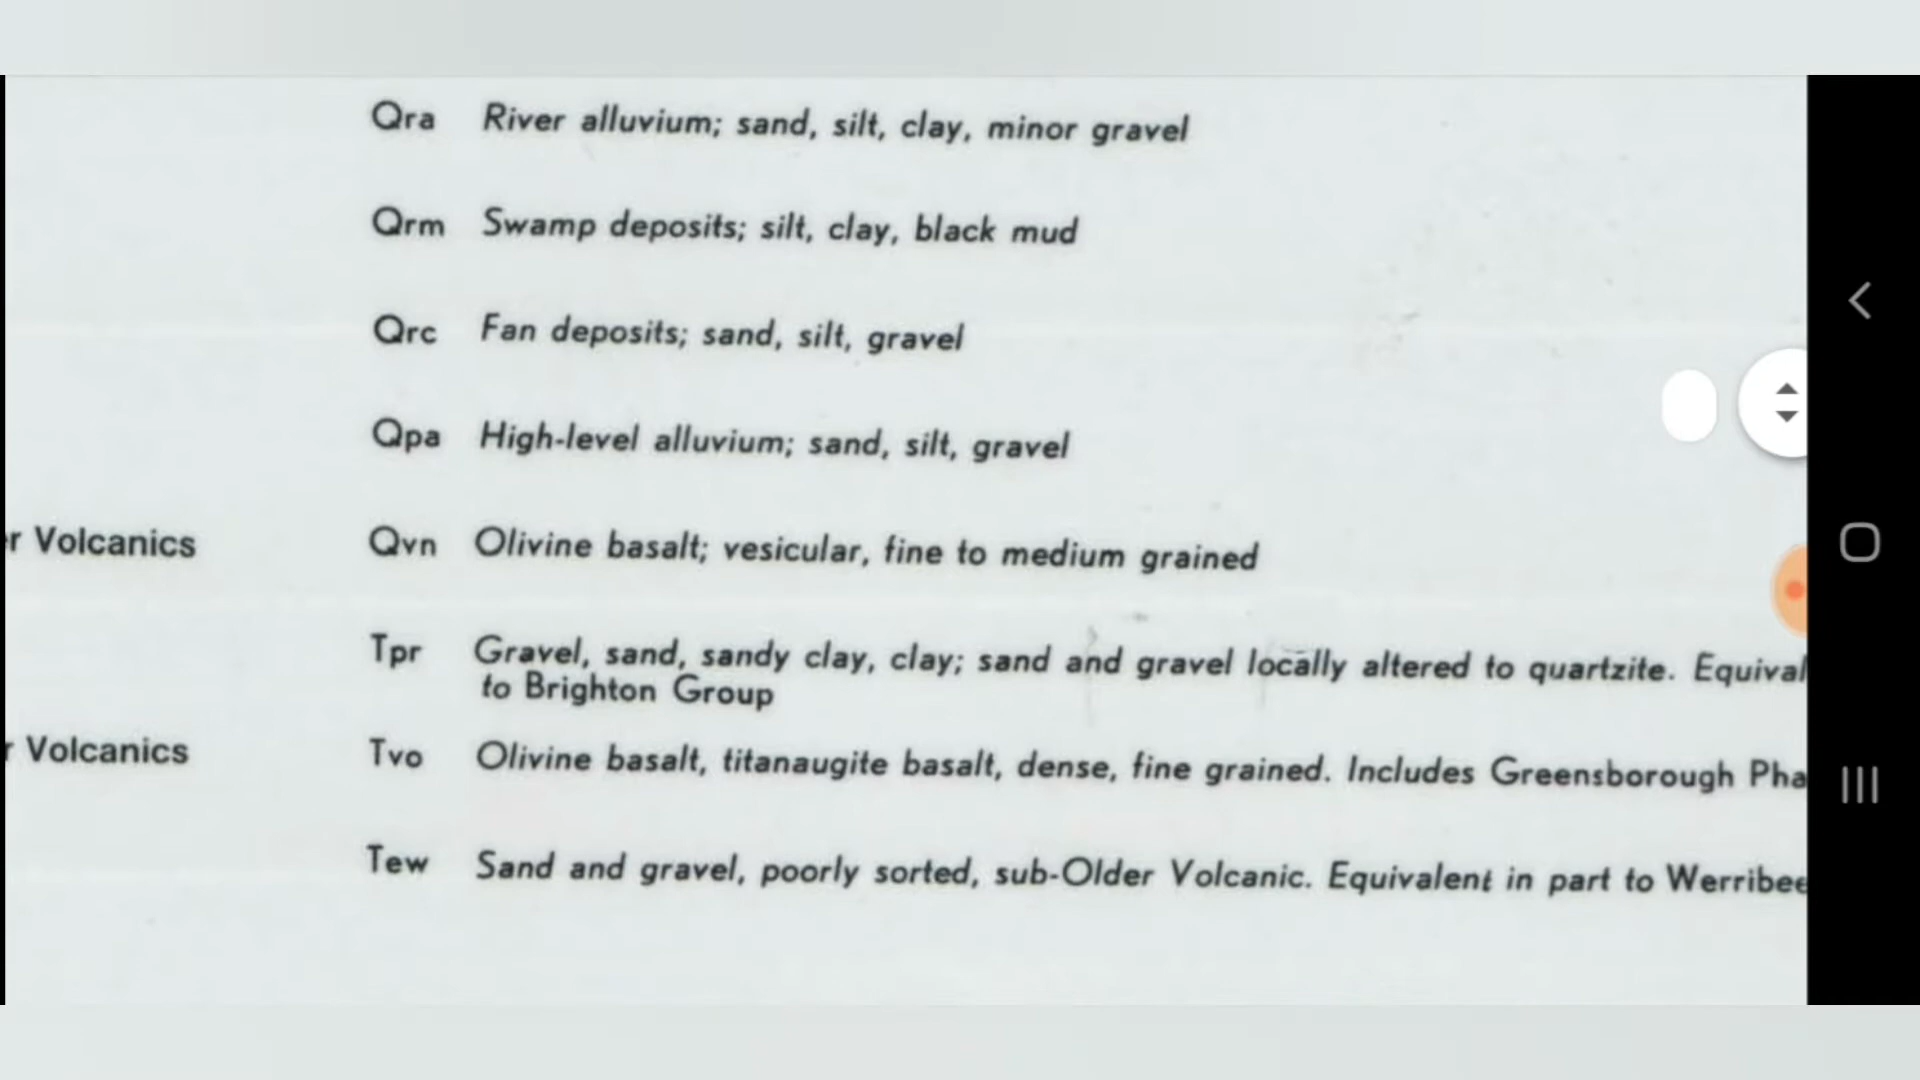 Qra River alluvium; sand, silt, clay, minor gravel
Qrm Swamp deposits; silt, clay, black mud
Qrc Fan deposits; sand, silt, gravel
Qpa High-level alluvium; sand, silt, gravel
r Volcanics Qvn Olivine basalt; vesicular, fine to medium grained
Tpr Gravel, sand, sandy clay, clay; sand and gravel locally altered to quartzite. Equival
to Brighton Group
r Volcanics Tvo Olivine basalt, titanaugite basalt, dense, fine grained. Includes Greensborough Pha
Tew Sand and gravel, poorly sorted, sub-Older Volcanic. Equivalent in part to Werribee